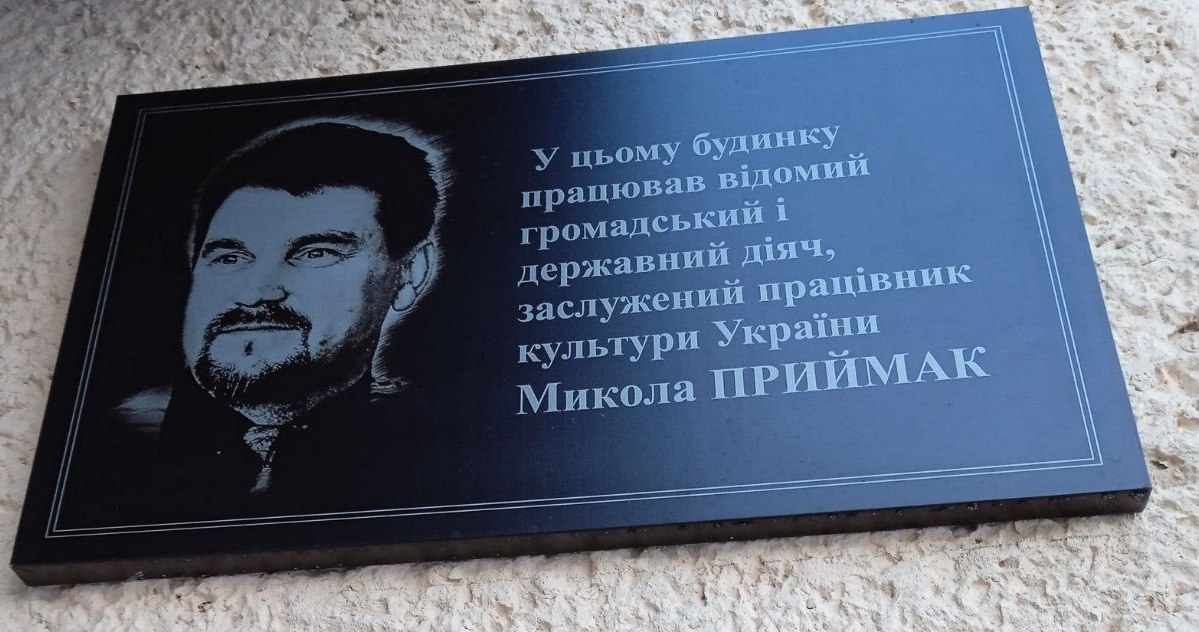 У цьому будинку
працював відомий
громадський і
державний діяч,
заслужений працівник
культури України
Микола ПРИЙМАК